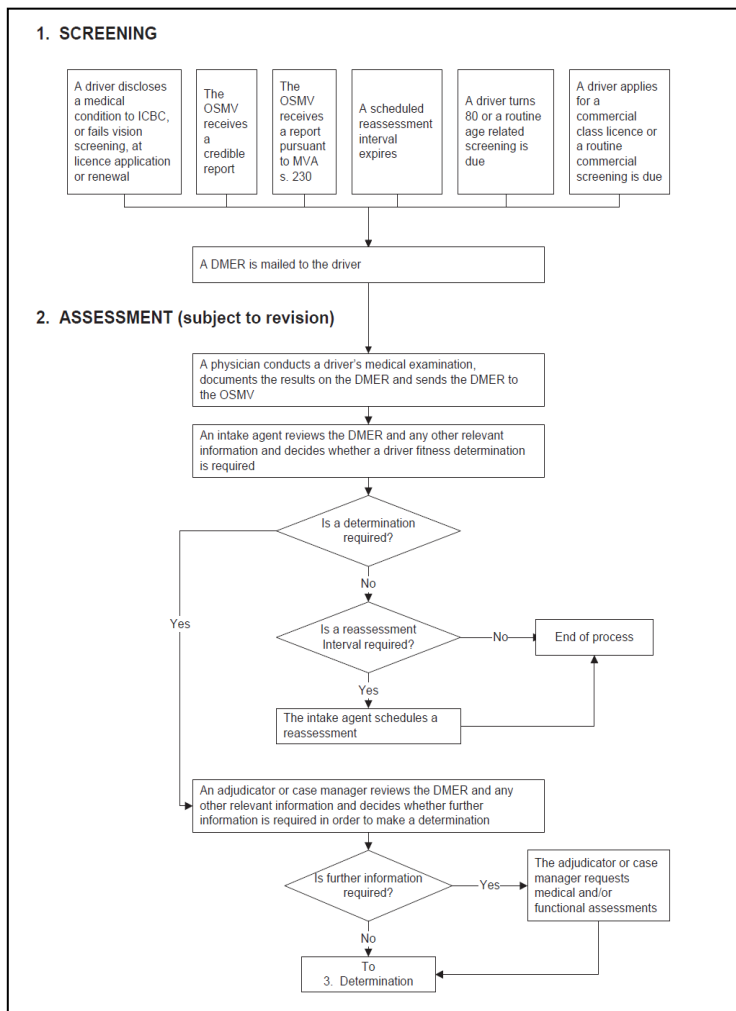 1. SCREENING
A driver discloses
a medical
condition to ICBC,
or fails vision
screening, at
licence application
or renewal
The
OSMV
receives
a
credible
report
The
OSMV
receives
a report
pursuant
to MVA
s. 230
A scheduled
reassessment
interval
expires
A driver turns
80 or a routine
age related
screening is
due
A driver applies
for a
commercial
class licence or
a routine
commercial
screening is due
A DMER is mailed to the driver
2. ASSESSMENT (subject to revision)
A physician conducts a driver's medical examination,
documents the results on the DMER and sends the DMER to
the OSMV
An intake agent reviews the DMER and any other relevant
information and decides whether a driver fitness determination
is required
Is a determination
required?
No
Yes
Is a reassessment
Interval required?
No
End of process
Yes
The intake agent schedules a
reassessment
An adjudicator or case manager reviews the DMER and any
other relevant information and decides whether further
information is required in order to make a determination
Is further information
required?
Yes
The adjudicator or case
manager requests
medical and/or
functional assessments
No
To
3. Determination